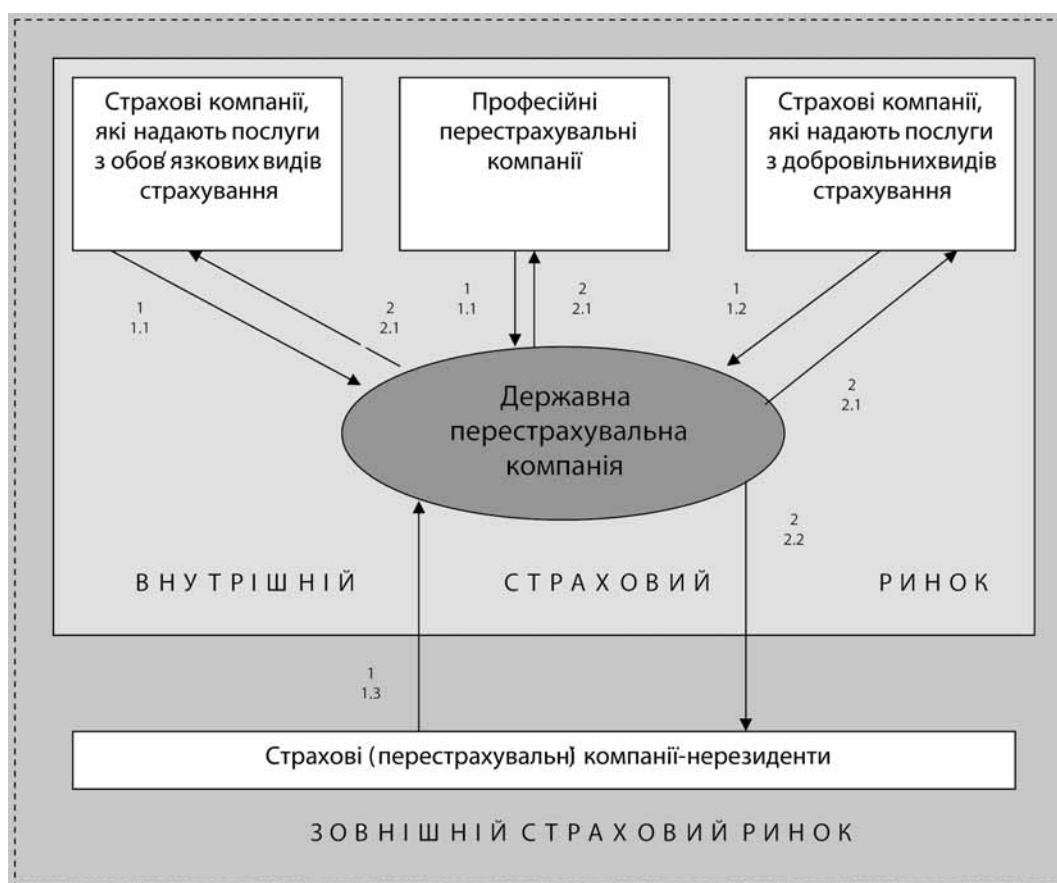 Страхові компанії,
які надають послуги
з обов'язкових видів
страхування
Професійні
перестрахувальні
компанії
Страхові компанії,
які надають послуги
з добровільнихвидів
страхування
1
1.1
2
2.1
1
1.1
2
2.1
1
1.2
2
2.1
Державна
перестрахувальна
компанія
2
2.2
ВНУТРІШНІЙ СТРАХОВИЙ РИНОК
1
1.3
Страхові (перестрахувальні) компанії-нерезиденти
ЗОВНІШНІЙ СТРАХОВИЙ РИНОК